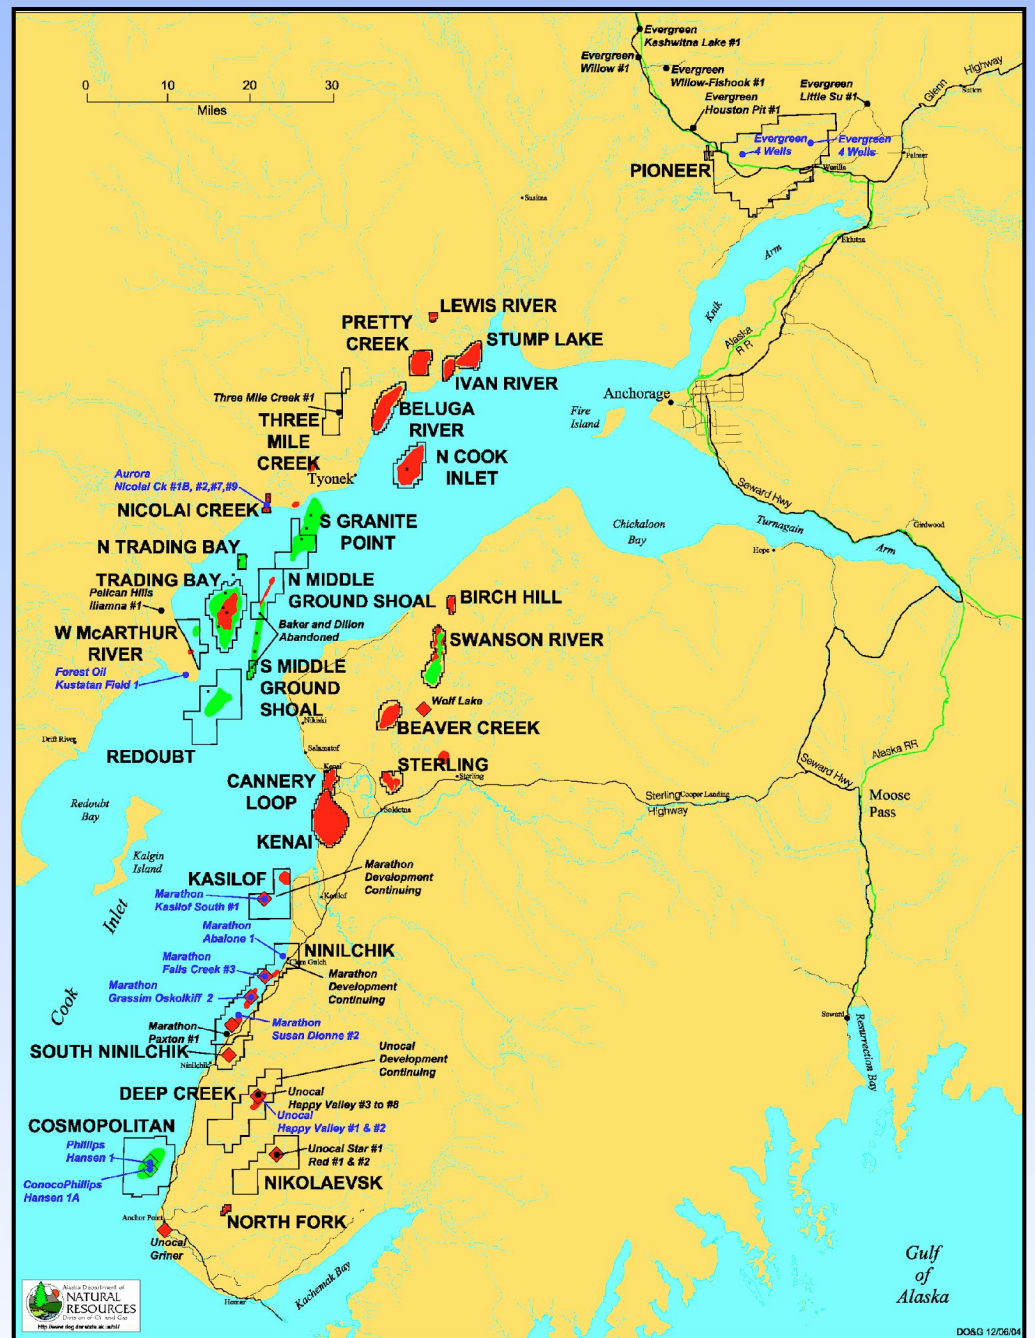 Evergreen
Kashwitna Lake #1
Evergreen
Willow #1
Evergreen
Willow-Fishook #1
Evergreen
Houston Pit #1
Evergreen
Little Su #1
Glenn
Highway
Sutton
0
10
20
30
Miles
Evergreen
4 Wells
Evergreen
4 Wells
Palmer
PIONEER
Wasilla
Susitna
Eklutna
Knik
Arm
LEWIS RIVER
PRETTY
CREEK
STUMP LAKE
IVAN RIVER
Alaska
RR
Three Mile Creek #1
THREE
MILE
CREEK
BELUGA
RIVER
Anchorage
Fire
Island
N COOK
INLET
Tyonek
Aurora
Nicolai Ck #1B, #2,#7,#9
NICOLAI CREEK
S GRANITE
POINT
Seward Hwy
Chickaloon
Bay
Turnagain
Arm
Girdwood
Hope
N TRADING BAY
TRADING BAY
N MIDDLE
GROUND SHOAL
Pelican Hills
Iliamna #1
BIRCH HILL
Baker and Dillon
Abandoned
W McARTHUR
RIVER
SWANSON RIVER
Forest Oil
Kustatan Field 1
S MIDDLE
GROUND
SHOAL
Wolf Lake
Nikiski
BEAVER CREEK
Drift River
REDOUBT
Salamatof
Kenai
STERLING
Sterling
Alaska RR
Seward Hwy
CANNERY
LOOP
Soldotna
Sterling
Highway
Cooper Landing
Moose
Pass
Redoubt
Bay
KENAI
Kalgin
Island
KASILOF
Marathon
Development
Continuing
Marathon
Kasilof South #1
Kasilof
Inlet
Marathon
Abalone 1
NINILCHIK
Clam Gulch
Marathon
Falls Creek #3
Marathon
Development
Continuing
Marathon
Grassim Oskolkiff 2
Cook
Marathon
Susan Dionne #2
Marathon
Paxton #1
Seward
Resurrection Bay
SOUTH NINILCHIK
Ninilchik
Unocal
Development
Continuing
DEEP CREEK
Unocal
Happy Valley #3 to #8
Unocal
Happy Valley #1 & #2
COSMOPOLITAN
Phillips
Hansen 1
Unocal Star #1
Red #1 & #2
ConocoPhillips
Hansen 1A
NIKOLAEVSK
Anchor Point
NORTH FORK
Unocal
Griner
Kachemak Bay
Homer
Gulf
of
Alaska
Alaska Department of
NATURAL
RESOURCES
Division of Oil and Gas
DO&G 12/06/04